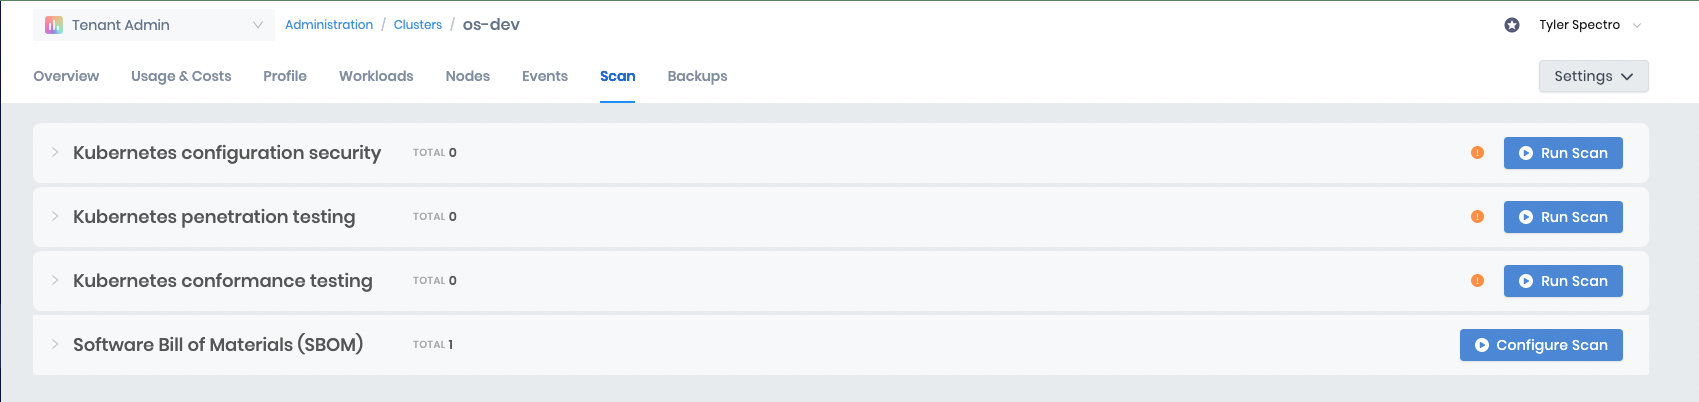 Tenant Admin Administration / Clusters / os-dev Tyler Spectro
Overview Usage & Costs Profile Workloads Nodes Events Scan Backups Settings
Kubernetes configuration security TOTAL 0 Run Scan
Kubernetes penetration testing TOTAL 0 Run Scan
Kubernetes conformance testing TOTAL 0 Run Scan
Software Bill of Materials (SBOM) TOTAL 1 Configure Scan